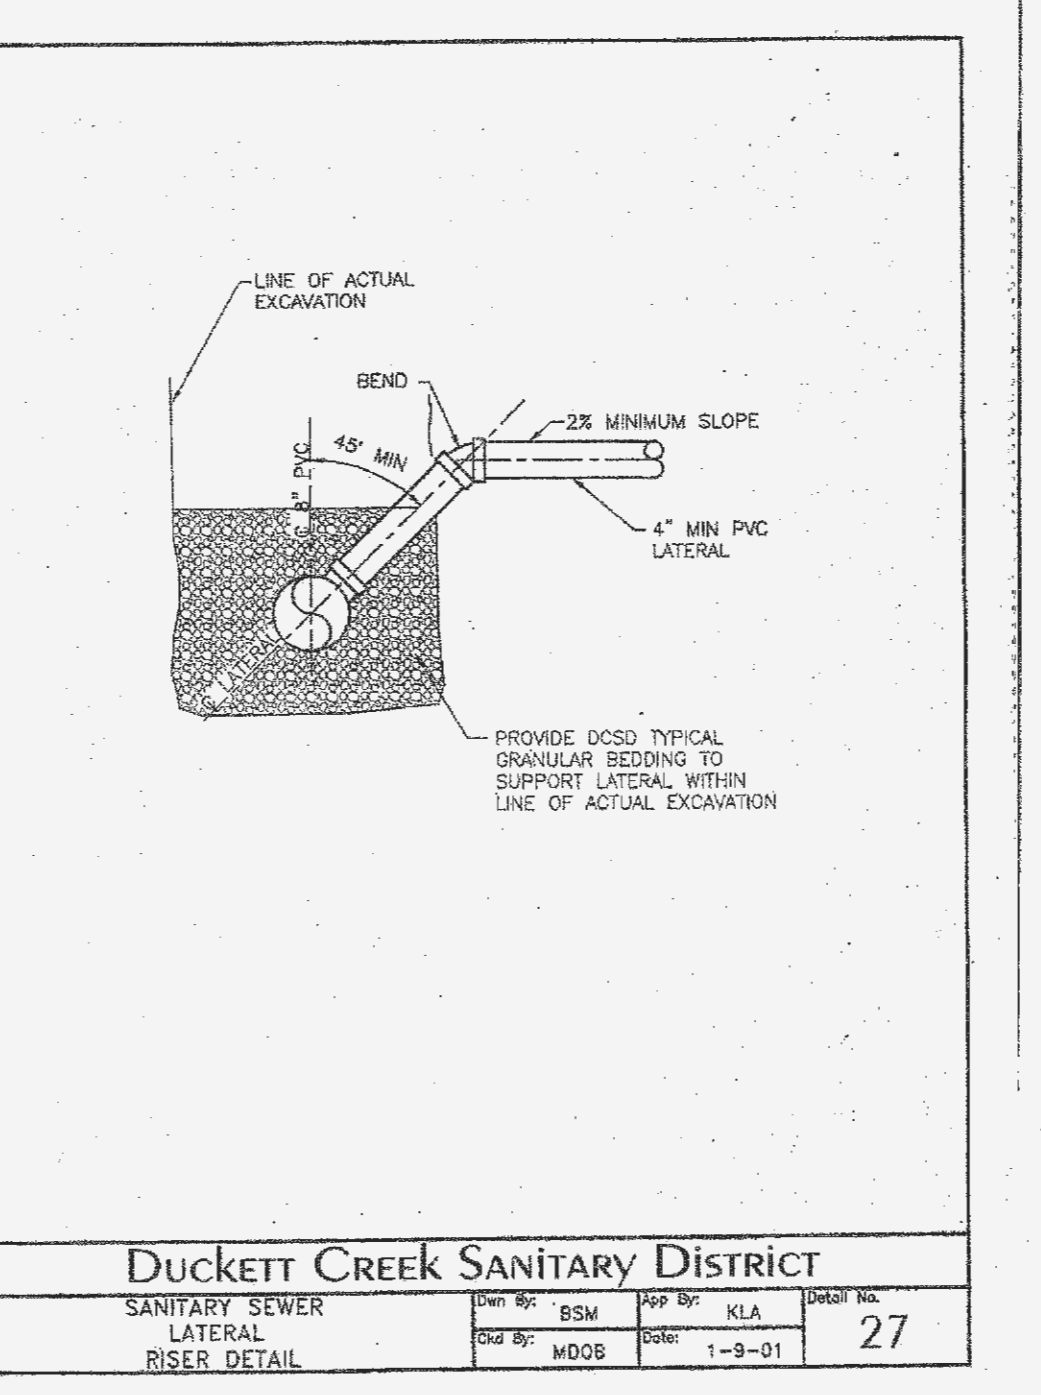 LINE OF ACTUAL
EXCAVATION
BEND
2% MINIMUM SLOPE
45° MIN
8" PVC
4" MIN PVC
LATERAL
LATERAL
PROVIDE DCSD TYPICAL
GRANULAR BEDDING TO
SUPPORT LATERAL WITHIN
LINE OF ACTUAL EXCAVATION
Duckett Creek Sanitary District
SANITARY SEWER
LATERAL
RISER DETAIL
Dwn By: BSM
App By: KLA
Detail No.
27
Ckd By: MDOB
Date: 1-9-01